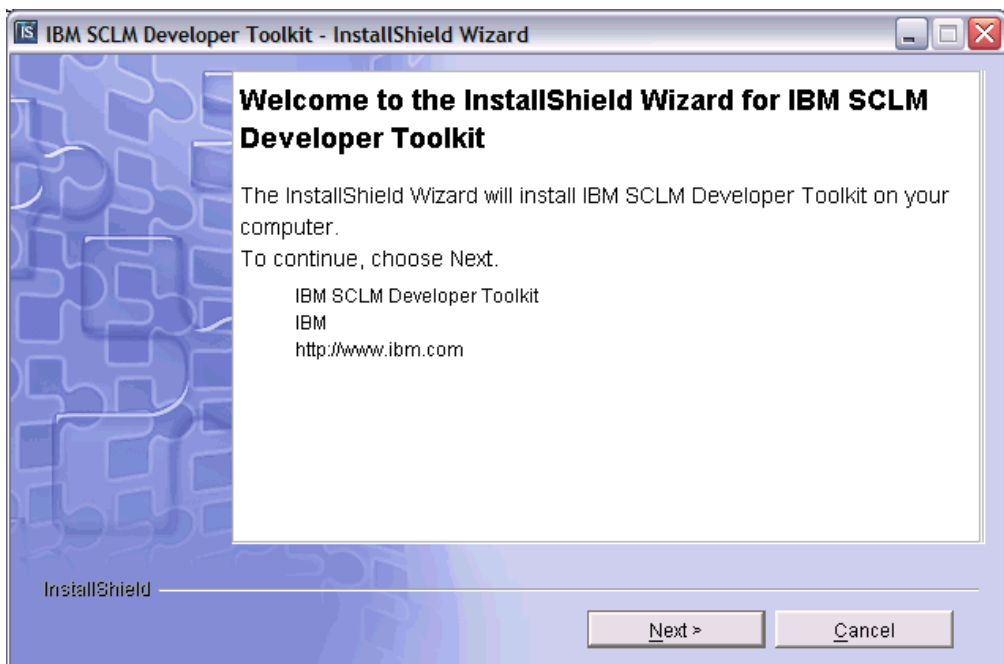 IS IBM SCLM Developer Toolkit - InstallShield Wizard
Welcome to the InstallShield Wizard for IBM SCLM
Developer Toolkit
The InstallShield Wizard will install IBM SCLM Developer Toolkit on your
computer.
To continue, choose Next.
IBM SCLM Developer Toolkit
IBM
http://www.ibm.com
InstallShield
Next >
Cancel